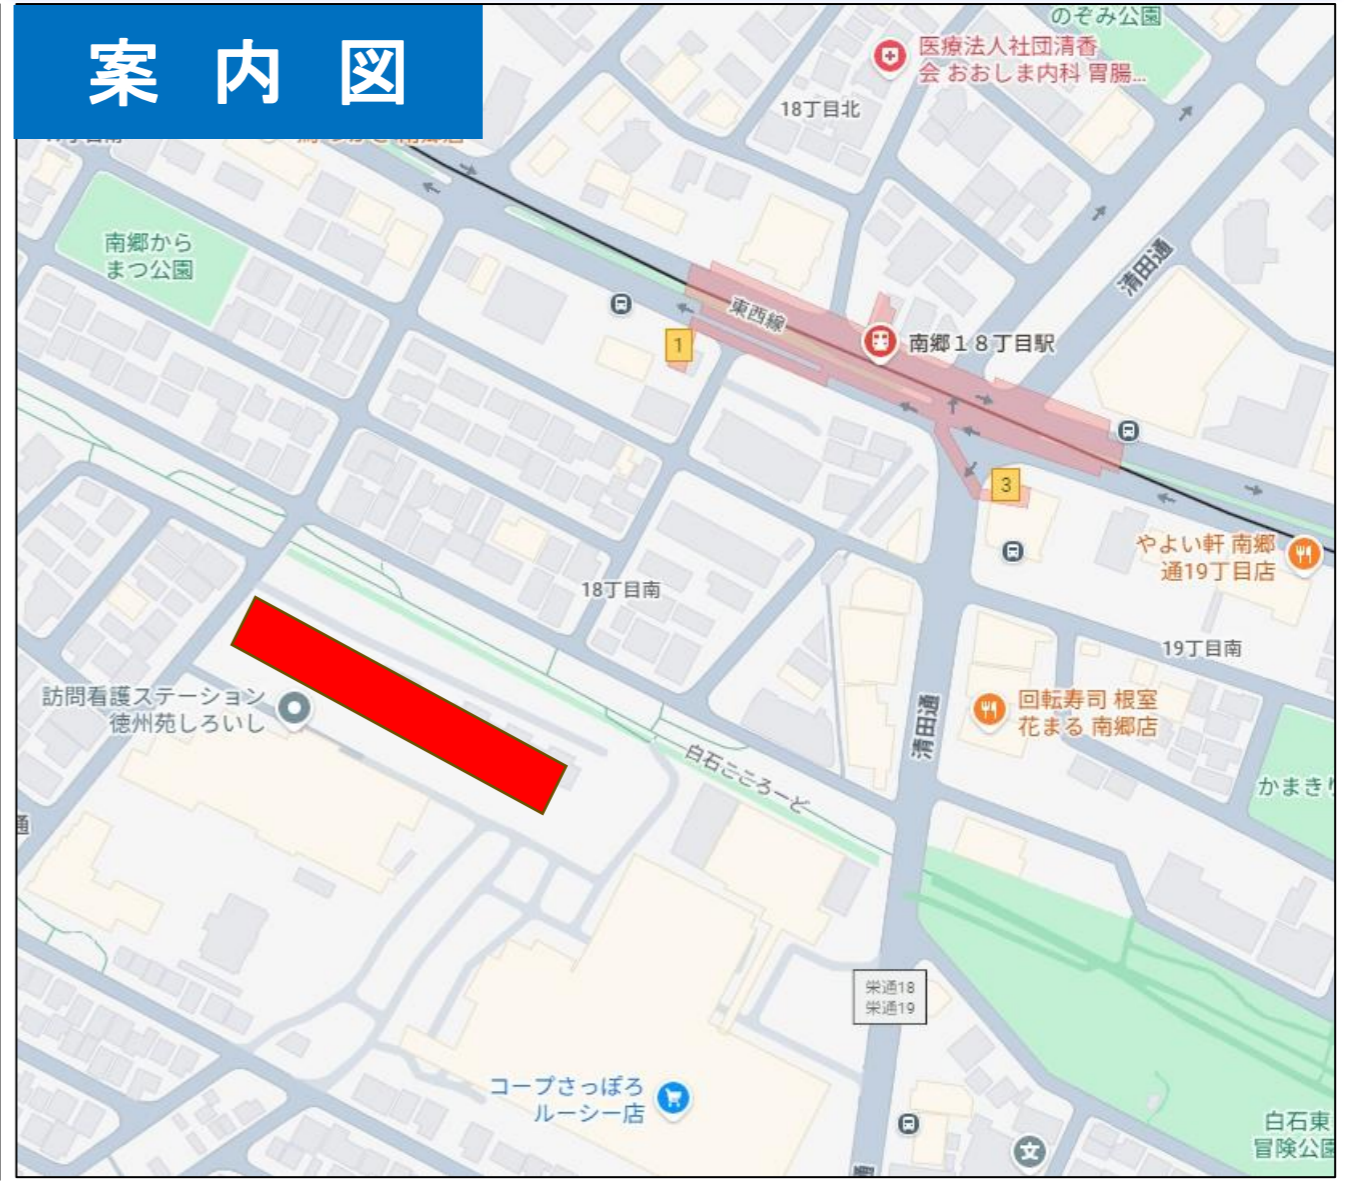 案内図
のぞみ公園
医療法人社団清香
会 おおしま内科 胃腸...
18丁目北
南郷から
まつ公園
清田通
東西線
1
南郷18丁目駅
3
やよい軒 南郷
通19丁目店
18丁目南
19丁目南
訪問看護ステーション
徳州苑しろいし
回転寿司 根室
花まる 南郷店
清田通
白石こころーど
かまきり
通
栄通18
栄通19
コープさっぽろ
ルーシー店
文
白石東
冒険公園
通